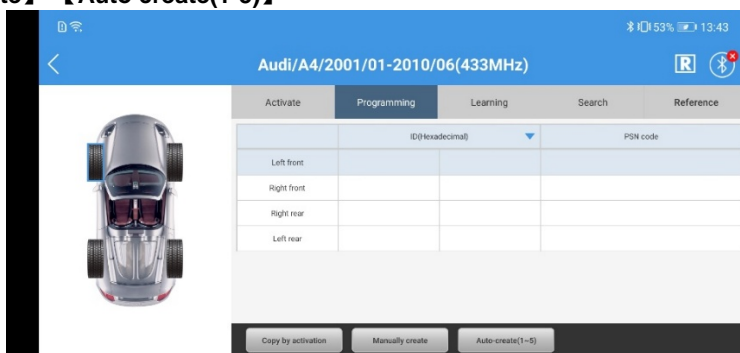 【Auto-create(1-5)】
53% 13:43
Audi/A4/2001/01-2010/06(433MHz) R
Activate Programming Learning Search Reference
ID(Hexadecimal) PSN code
Left front
Right front
Right rear
Left rear
Copy by activation Manually create Auto-create(1~5)